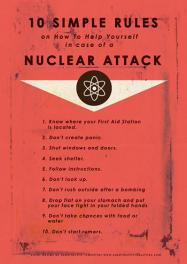 10 SIMPLE RULES
on How To Help Yourself
in case of a
NUCLEAR ATTACK
1. Know where your First Aid Station
is located.
2. Don't create panic.
3. Shut windows and doors.
4. Seek shelter.
5. Follow instructions.
6. Don't look up.
7. Don't rush outside after a bombing
8. Drop flat on your stomach and put
your face tight in your folded hands
9. Don't take chances with food or
water
10. Don't start rumors.